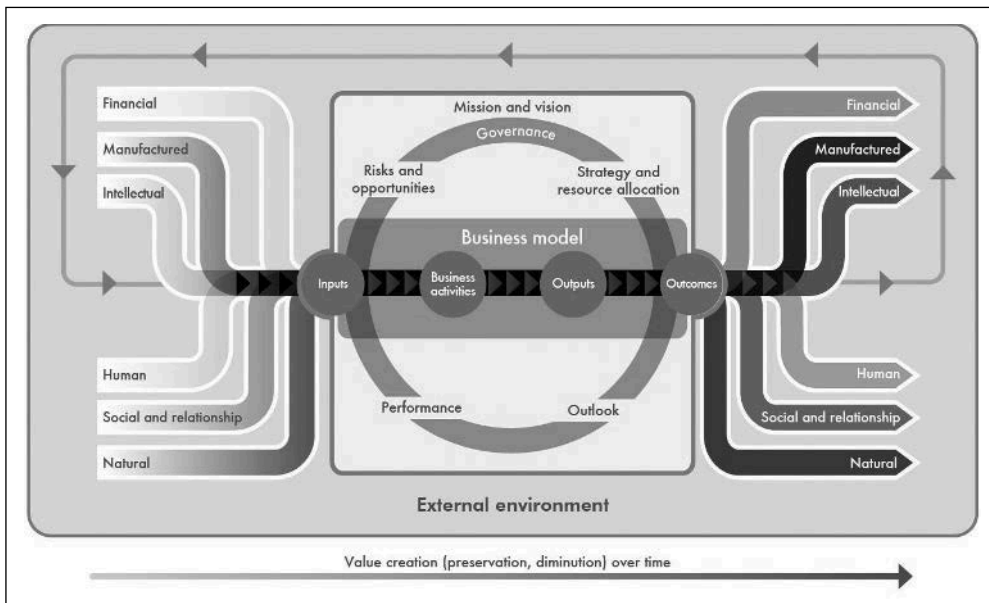 Financial
Manufactured
Intellectual
Human
Social and relationship
Natural
Mission and vision
Governance
Risks and
opportunities
Strategy and
resource allocation
Business model
Inputs
Business
activities
Outputs
Outcomes
Performance
Outlook
Financial
Manufactured
Intellectual
Human
Social and relationship
Natural
External environment
Value creation (preservation, diminution) over time